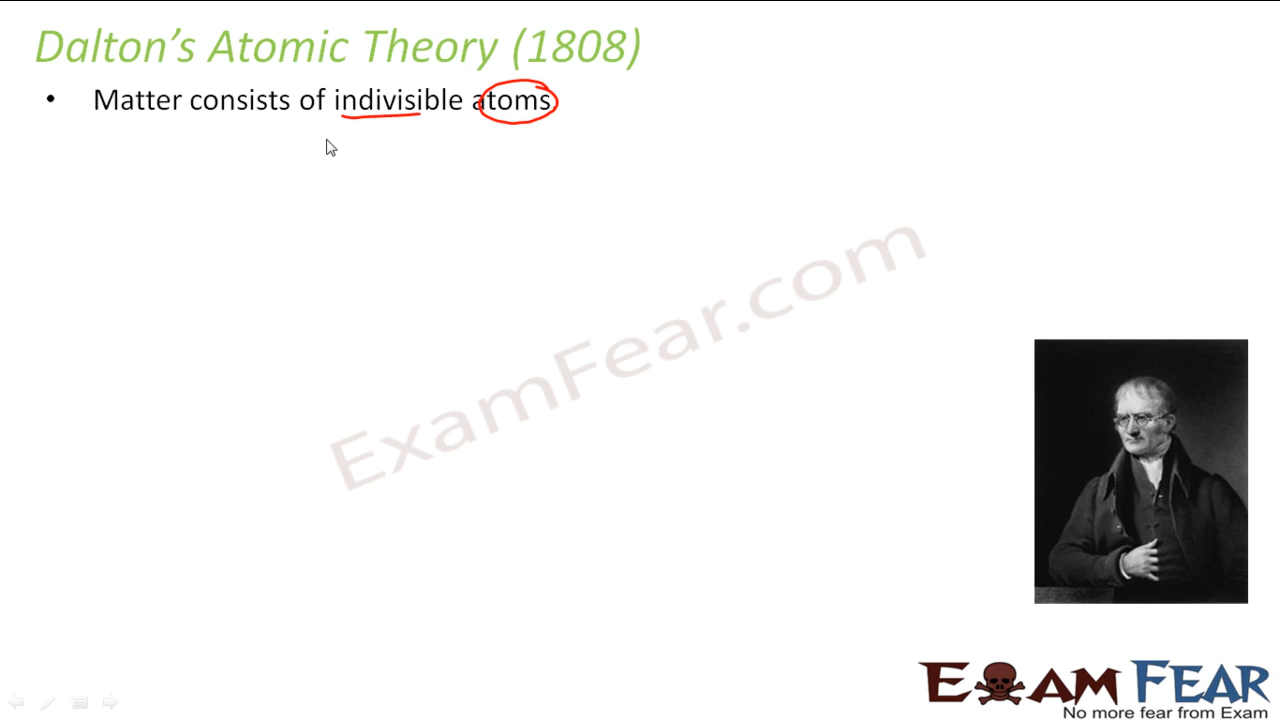 Dalton’s Atomic Theory (1808)
• Matter consists of indivisible atoms
ExamFear.com
EXAM FEAR
No more fear from Exam